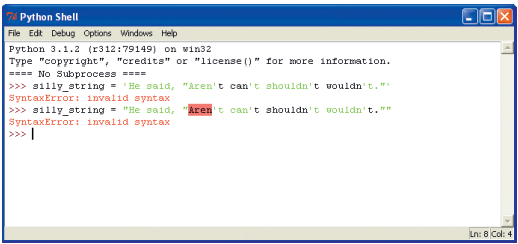 Python Shell
File Edit Debug Options Windows Help
Python 3.1.2 (r312:79149) on win32
Type "copyright", "credits" or "license()" for more information.
==== No Subprocess ====
>>> silly_string = 'He said, "Aren't can't shouldn't wouldn't."'
SyntaxError: invalid syntax
>>> silly_string = "He said, "Aren't can't shouldn't wouldn't.""
SyntaxError: invalid syntax
>>>
Ln: 8 Col: 4